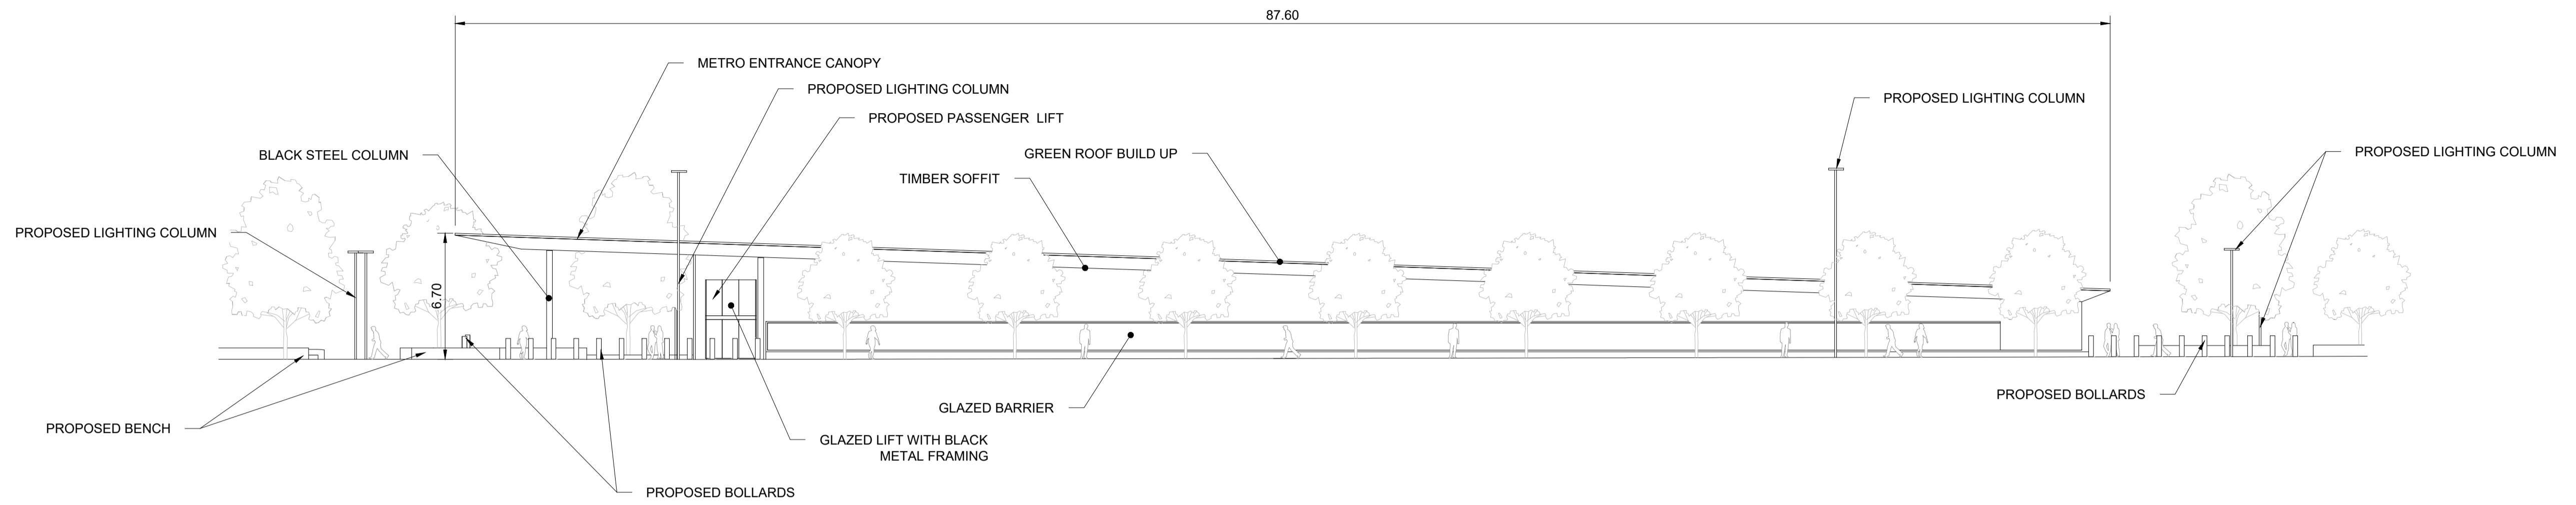 87.60
METRO ENTRANCE CANOPY
PROPOSED LIGHTING COLUMN
PROPOSED LIGHTING COLUMN
PROPOSED PASSENGER LIFT
BLACK STEEL COLUMN
GREEN ROOF BUILD UP
PROPOSED LIGHTING COLUMN
TIMBER SOFFIT
PROPOSED LIGHTING COLUMN
6.70
PROPOSED BOLLARDS
GLAZED BARRIER
PROPOSED BENCH
GLAZED LIFT WITH BLACK
METAL FRAMING
PROPOSED BOLLARDS